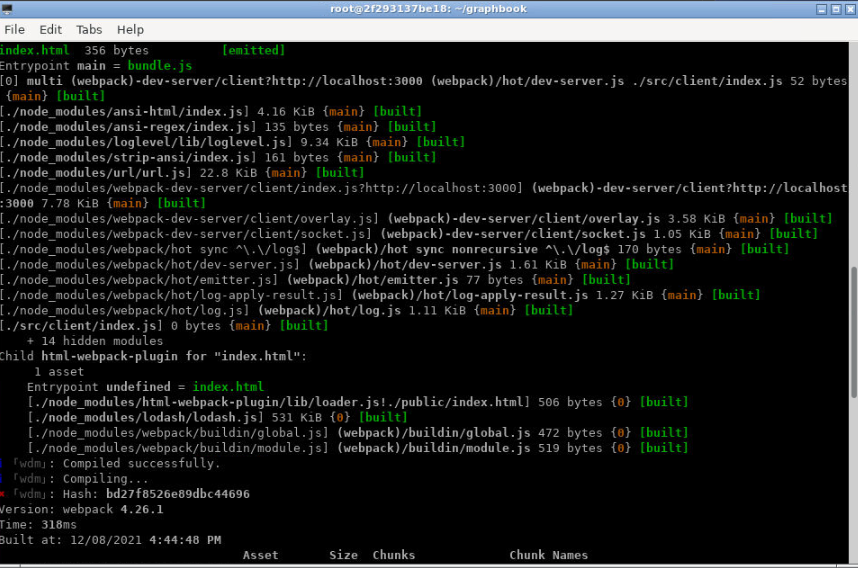 root@2f293137be18: ~/graphbook
File Edit Tabs Help
index.html 356 bytes [emitted]
Entrypoint main = bundle.js
[0] multi (webpack)-dev-server/client?http://localhost:3000 (webpack)/hot/dev-server.js ./src/client/index.js 52 bytes
{main} [built]
[./node_modules/ansi-html/index.js] 4.16 KiB {main} [built]
[./node_modules/ansi-regex/index.js] 135 bytes {main} [built]
[./node_modules/loglevel/lib/loglevel.js] 9.34 KiB {main} [built]
[./node_modules/strip-ansi/index.js] 161 bytes {main} [built]
[./node_modules/url/url.js] 22.8 KiB {main} [built]
[./node_modules/webpack-dev-server/client/index.js?http://localhost:3000] (webpack)-dev-server/client?http://localhost
:3000 7.78 KiB {main} [built]
[./node_modules/webpack-dev-server/client/overlay.js] (webpack)-dev-server/client/overlay.js 3.58 KiB {main} [built]
[./node_modules/webpack-dev-server/client/socket.js] (webpack)-dev-server/client/socket.js 1.05 KiB {main} [built]
[./node_modules/webpack/hot sync ^\.\/log$] (webpack)/hot sync nonrecursive ^\.\/log$ 170 bytes {main} [built]
[./node_modules/webpack/hot/dev-server.js] (webpack)/hot/dev-server.js 1.61 KiB {main} [built]
[./node_modules/webpack/hot/emitter.js] (webpack)/hot/emitter.js 77 bytes {main} [built]
[./node_modules/webpack/hot/log-apply-result.js] (webpack)/hot/log-apply-result.js 1.27 KiB {main} [built]
[./node_modules/webpack/hot/log.js] (webpack)/hot/log.js 1.11 KiB {main} [built]
[./src/client/index.js] 0 bytes {main} [built]
+ 14 hidden modules
Child html-webpack-plugin for "index.html":
1 asset
Entrypoint undefined = index.html
[./node_modules/html-webpack-plugin/lib/loader.js!./public/index.html] 506 bytes {0} [built]
[./node_modules/lodash/lodash.js] 531 KiB {0} [built]
[./node_modules/webpack/buildin/global.js] (webpack)/buildin/global.js 472 bytes {0} [built]
[./node_modules/webpack/buildin/module.js] (webpack)/buildin/module.js 519 bytes {0} [built]
｢wdm｣: Compiled successfully.
｢wdm｣: Compiling...
｢wdm｣: Hash: bd27f8526e89dbc44696
Version: webpack 4.26.1
Time: 318ms
Built at: 12/08/2021 4:44:48 PM
Asset Size Chunks Chunk Names